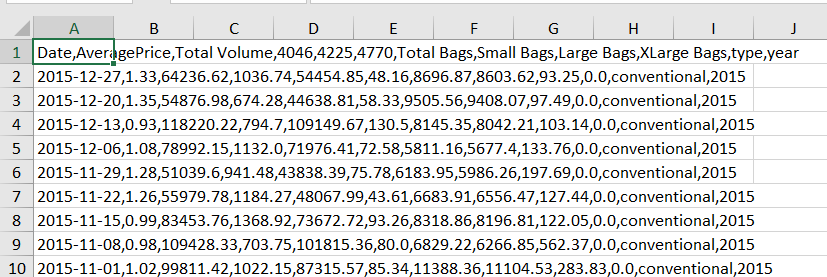 A B C D E F G H I J
1 Date,AveragePrice,Total Volume,4046,4225,4770,Total Bags,Small Bags,Large Bags,XLarge Bags,type,year
2 2015-12-27,1.33,64236.62,1036.74,54454.85,48.16,8696.87,8603.62,93.25,0.0,conventional,2015
3 2015-12-20,1.35,54876.98,674.28,44638.81,58.33,9505.56,9408.07,97.49,0.0,conventional,2015
4 2015-12-13,0.93,118220.22,794.7,109149.67,130.5,8145.35,8042.21,103.14,0.0,conventional,2015
5 2015-12-06,1.08,78992.15,1132.0,71976.41,72.58,5811.16,5677.4,133.76,0.0,conventional,2015
6 2015-11-29,1.28,51039.6,941.48,43838.39,75.78,6183.95,5986.26,197.69,0.0,conventional,2015
7 2015-11-22,1.26,55979.78,1184.27,48067.99,43.61,6683.91,6556.47,127.44,0.0,conventional,2015
8 2015-11-15,0.99,83453.76,1368.92,73672.72,93.26,8318.86,8196.81,122.05,0.0,conventional,2015
9 2015-11-08,0.98,109428.33,703.75,101815.36,80.0,6829.22,6266.85,562.37,0.0,conventional,2015
10 2015-11-01,1.02,99811.42,1022.15,87315.57,85.34,11388.36,11104.53,283.83,0.0,conventional,2015